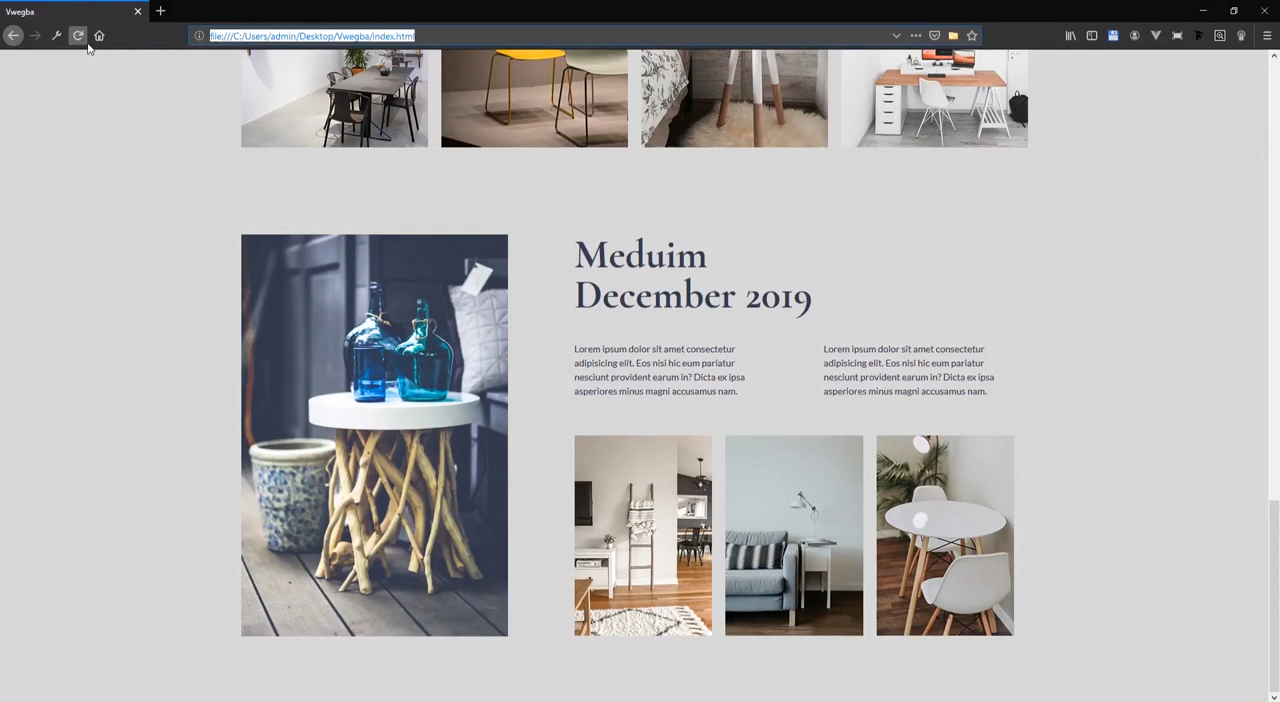 Vwegba
file:///C:/Users/admin/Desktop/Vwegba/index.html
Meduim
December 2019
Lorem ipsum dolor sit amet consectetur
adipisicing elit. Eos nisi hic eum pariatur
nesciunt provident earum in? Dicta ex ipsa
asperiores minus magni accusamus nam.
Lorem ipsum dolor sit amet consectetur
adipisicing elit. Eos nisi hic eum pariatur
nesciunt provident earum in? Dicta ex ipsa
asperiores minus magni accusamus nam.